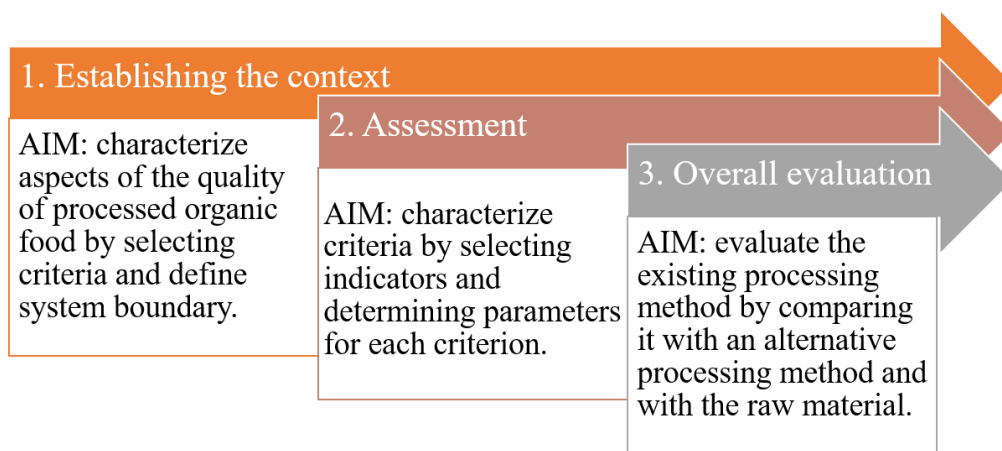 1. Establishing the context
AIM: characterize
aspects of the quality
of processed organic
food by selecting
criteria and define
system boundary.
2. Assessment
AIM: characterize
criteria by selecting
indicators and
determining parameters
for each criterion.
3. Overall evaluation
AIM: evaluate the
existing processing
method by comparing
it with an alternative
processing method and
with the raw material.